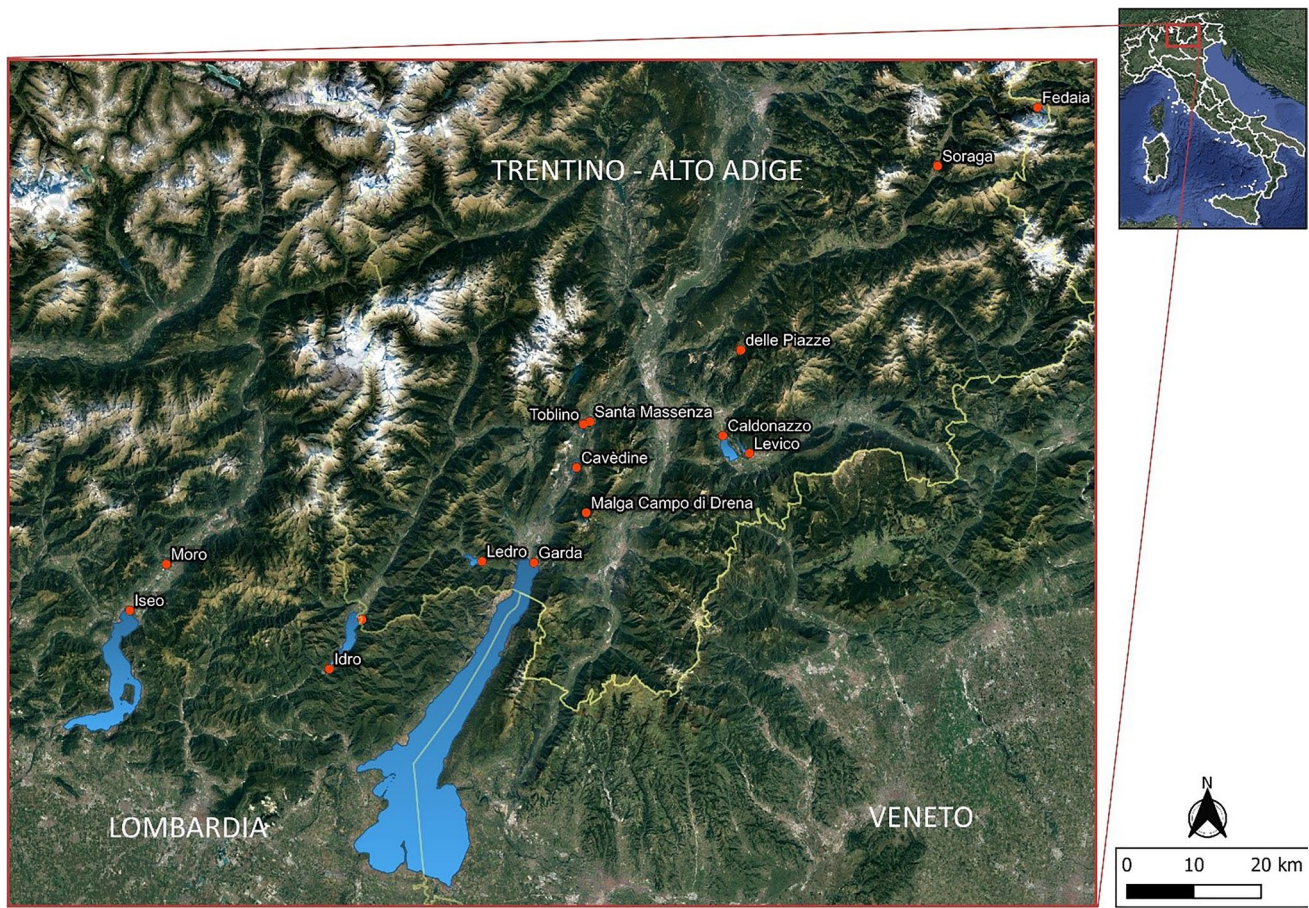 Fedaia
Soraga
TRENTINO - ALTO ADIGE
delle Piazze
Toblino
Santa Massenza
Caldonazzo
Levico
Cavèdine
Malga Campo di Drena
Moro
Ledro
Garda
Iseo
Idro
LOMBARDIA
VENETO
N
0 10 20 km